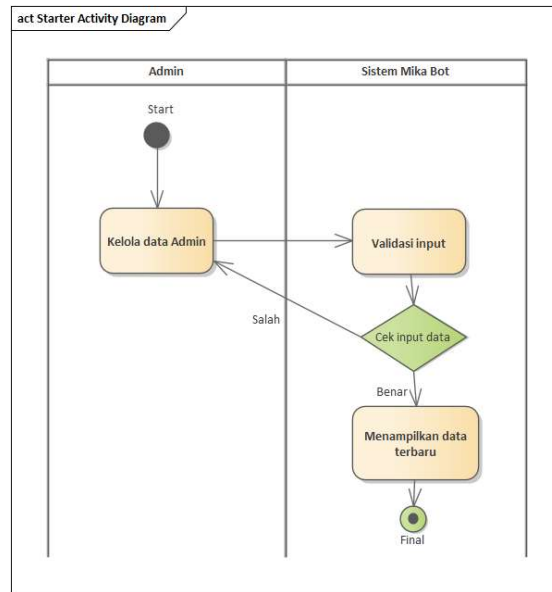 act Starter Activity Diagram
Admin
Sistem Mika Bot
Start
Kelola data Admin
Validasi input
Salah
Cek input data
Benar
Menampilkan data
terbaru
Final